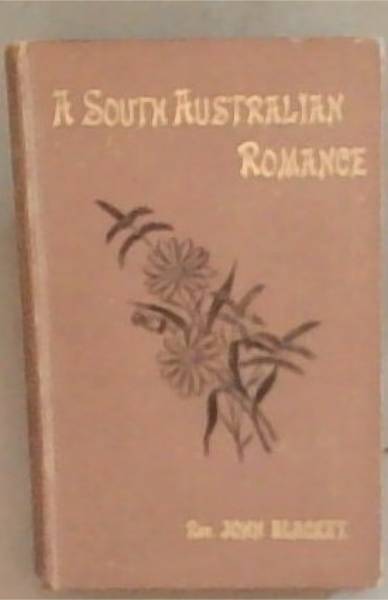 A SOUTH AUSTRALIAN
ROMANCE
REV. JOHN BLACKET.